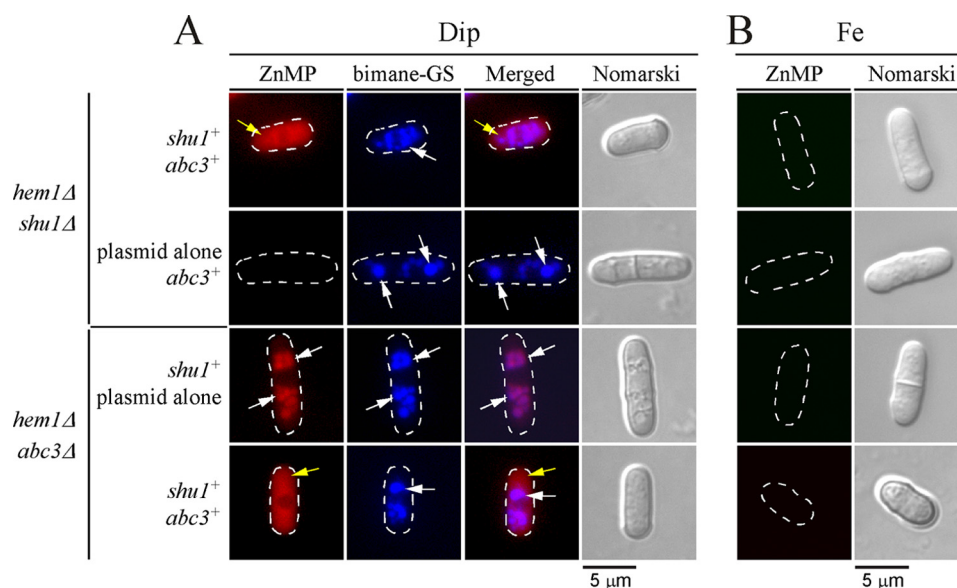 A
Dip
B
Fe
ZnMP
bimane-GS
Merged
Nomarski
ZnMP
Nomarski
hem1Δ
shu1Δ
shu1⁺
abc3⁺
plasmid alone
abc3⁺
hem1Δ
abc3Δ
shu1⁺
plasmid alone
shu1⁺
abc3⁺
5 μm
5 μm